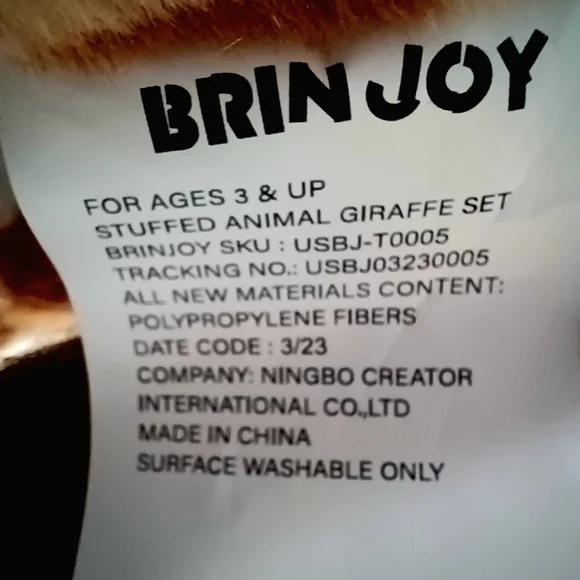 BRINJOY
FOR AGES 3 & UP
STUFFED ANIMAL GIRAFFE SET
BRINJOY SKU : USBJ-T0005
TRACKING NO.: USBJ03230005
ALL NEW MATERIALS CONTENT:
POLYPROPYLENE FIBERS
DATE CODE : 3/23
COMPANY: NINGBO CREATOR
INTERNATIONAL CO.,LTD
MADE IN CHINA
SURFACE WASHABLE ONLY